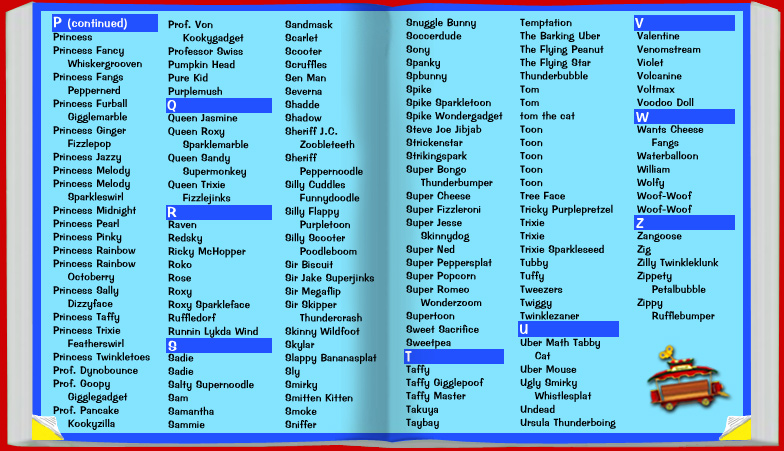 P (continued)
Princess
Princess Fancy
Whiskergrooven
Princess Fangs
Peppernerd
Princess Furball
Gigglemarble
Princess Ginger
Fizzlepop
Princess Jazzy
Princess Melody
Princess Melody
Sparkleswirl
Princess Midnight
Princess Pearl
Princess Pinky
Princess Rainbow
Princess Rainbow
Octoberry
Princess Sally
Dizzyface
Princess Taffy
Princess Trixie
Featherswirl
Princess Twinkletoes
Prof. Dynobounce
Prof. Goopy
Gigglegadget
Prof. Pancake
Kookyzilla
Prof. Von
Kookygadget
Professor Swiss
Pumpkin Head
Pure Kid
Purplemush
Q
Queen Jasmine
Queen Roxy
Sparklemarble
Queen Sandy
Supermonkey
Queen Trixie
Fizzlejinks
R
Raven
Redsky
Ricky McHopper
Roko
Rose
Roxy
Roxy Sparkleface
Ruffledorf
Runnin Lykda Wind
S
Sadie
Sadie
Salty Supernoodle
Sam
Samantha
Sammie
Sandmask
Scarlet
Scooter
Scruffles
Sen Man
Severna
Shadde
Shadow
Sheriff J.C.
Zoobleteeth
Sheriff
Peppernoodle
Silly Cuddles
Funnydoodle
Silly Flappy
Purpletoon
Silly Scooter
Poodleboom
Sir Biscuit
Sir Jake Superjinks
Sir Megaflip
Sir Skipper
Thundercrash
Skinny Wildfoot
Skylar
Slappy Bananasplat
Sly
Smirky
Smitten Kitten
Smoke
Sniffer
Snuggle Bunny
Soccerdude
Sony
Spanky
Spbunny
Spike
Spike Sparkletoon
Spike Wondergadget
Steve Joe Jibjab
Strickenstar
Strikingspark
Super Bongo
Thunderbumper
Super Cheese
Super Fizzleroni
Super Jesse
Skinnydog
Super Ned
Super Peppersplat
Super Popcorn
Super Romeo
Wonderzoom
Supertoon
Sweet Sacrifice
Sweetpea
T
Taffy
Taffy Gigglepoof
Taffy Master
Takuya
Taybay
Temptation
The Barking Uber
The Flying Peanut
The Flying Star
Thunderbubble
Tom
Tom
tom the cat
Toon
Toon
Toon
Toon
Toon
Tree Face
Tricky Purplepretzel
Trixie
Trixie
Trixie Sparkleseed
Tubby
Tuffy
Tweezers
Twiggy
Twinklezaner
U
Uber Math Tabby
Cat
Uber Mouse
Ugly Smirky
Whistlesplat
Undead
Ursula Thunderboing
V
Valentine
Venomstream
Violet
Volcanine
Voltmax
Voodoo Doll
W
Wants Cheese
Fangs
Waterballoon
William
Wolfy
Woof-Woof
Woof-Woof
Z
Zangoose
Zig
Zilly Twinkleklunk
Zippety
Petalbubble
Zippy
Rufflebumper